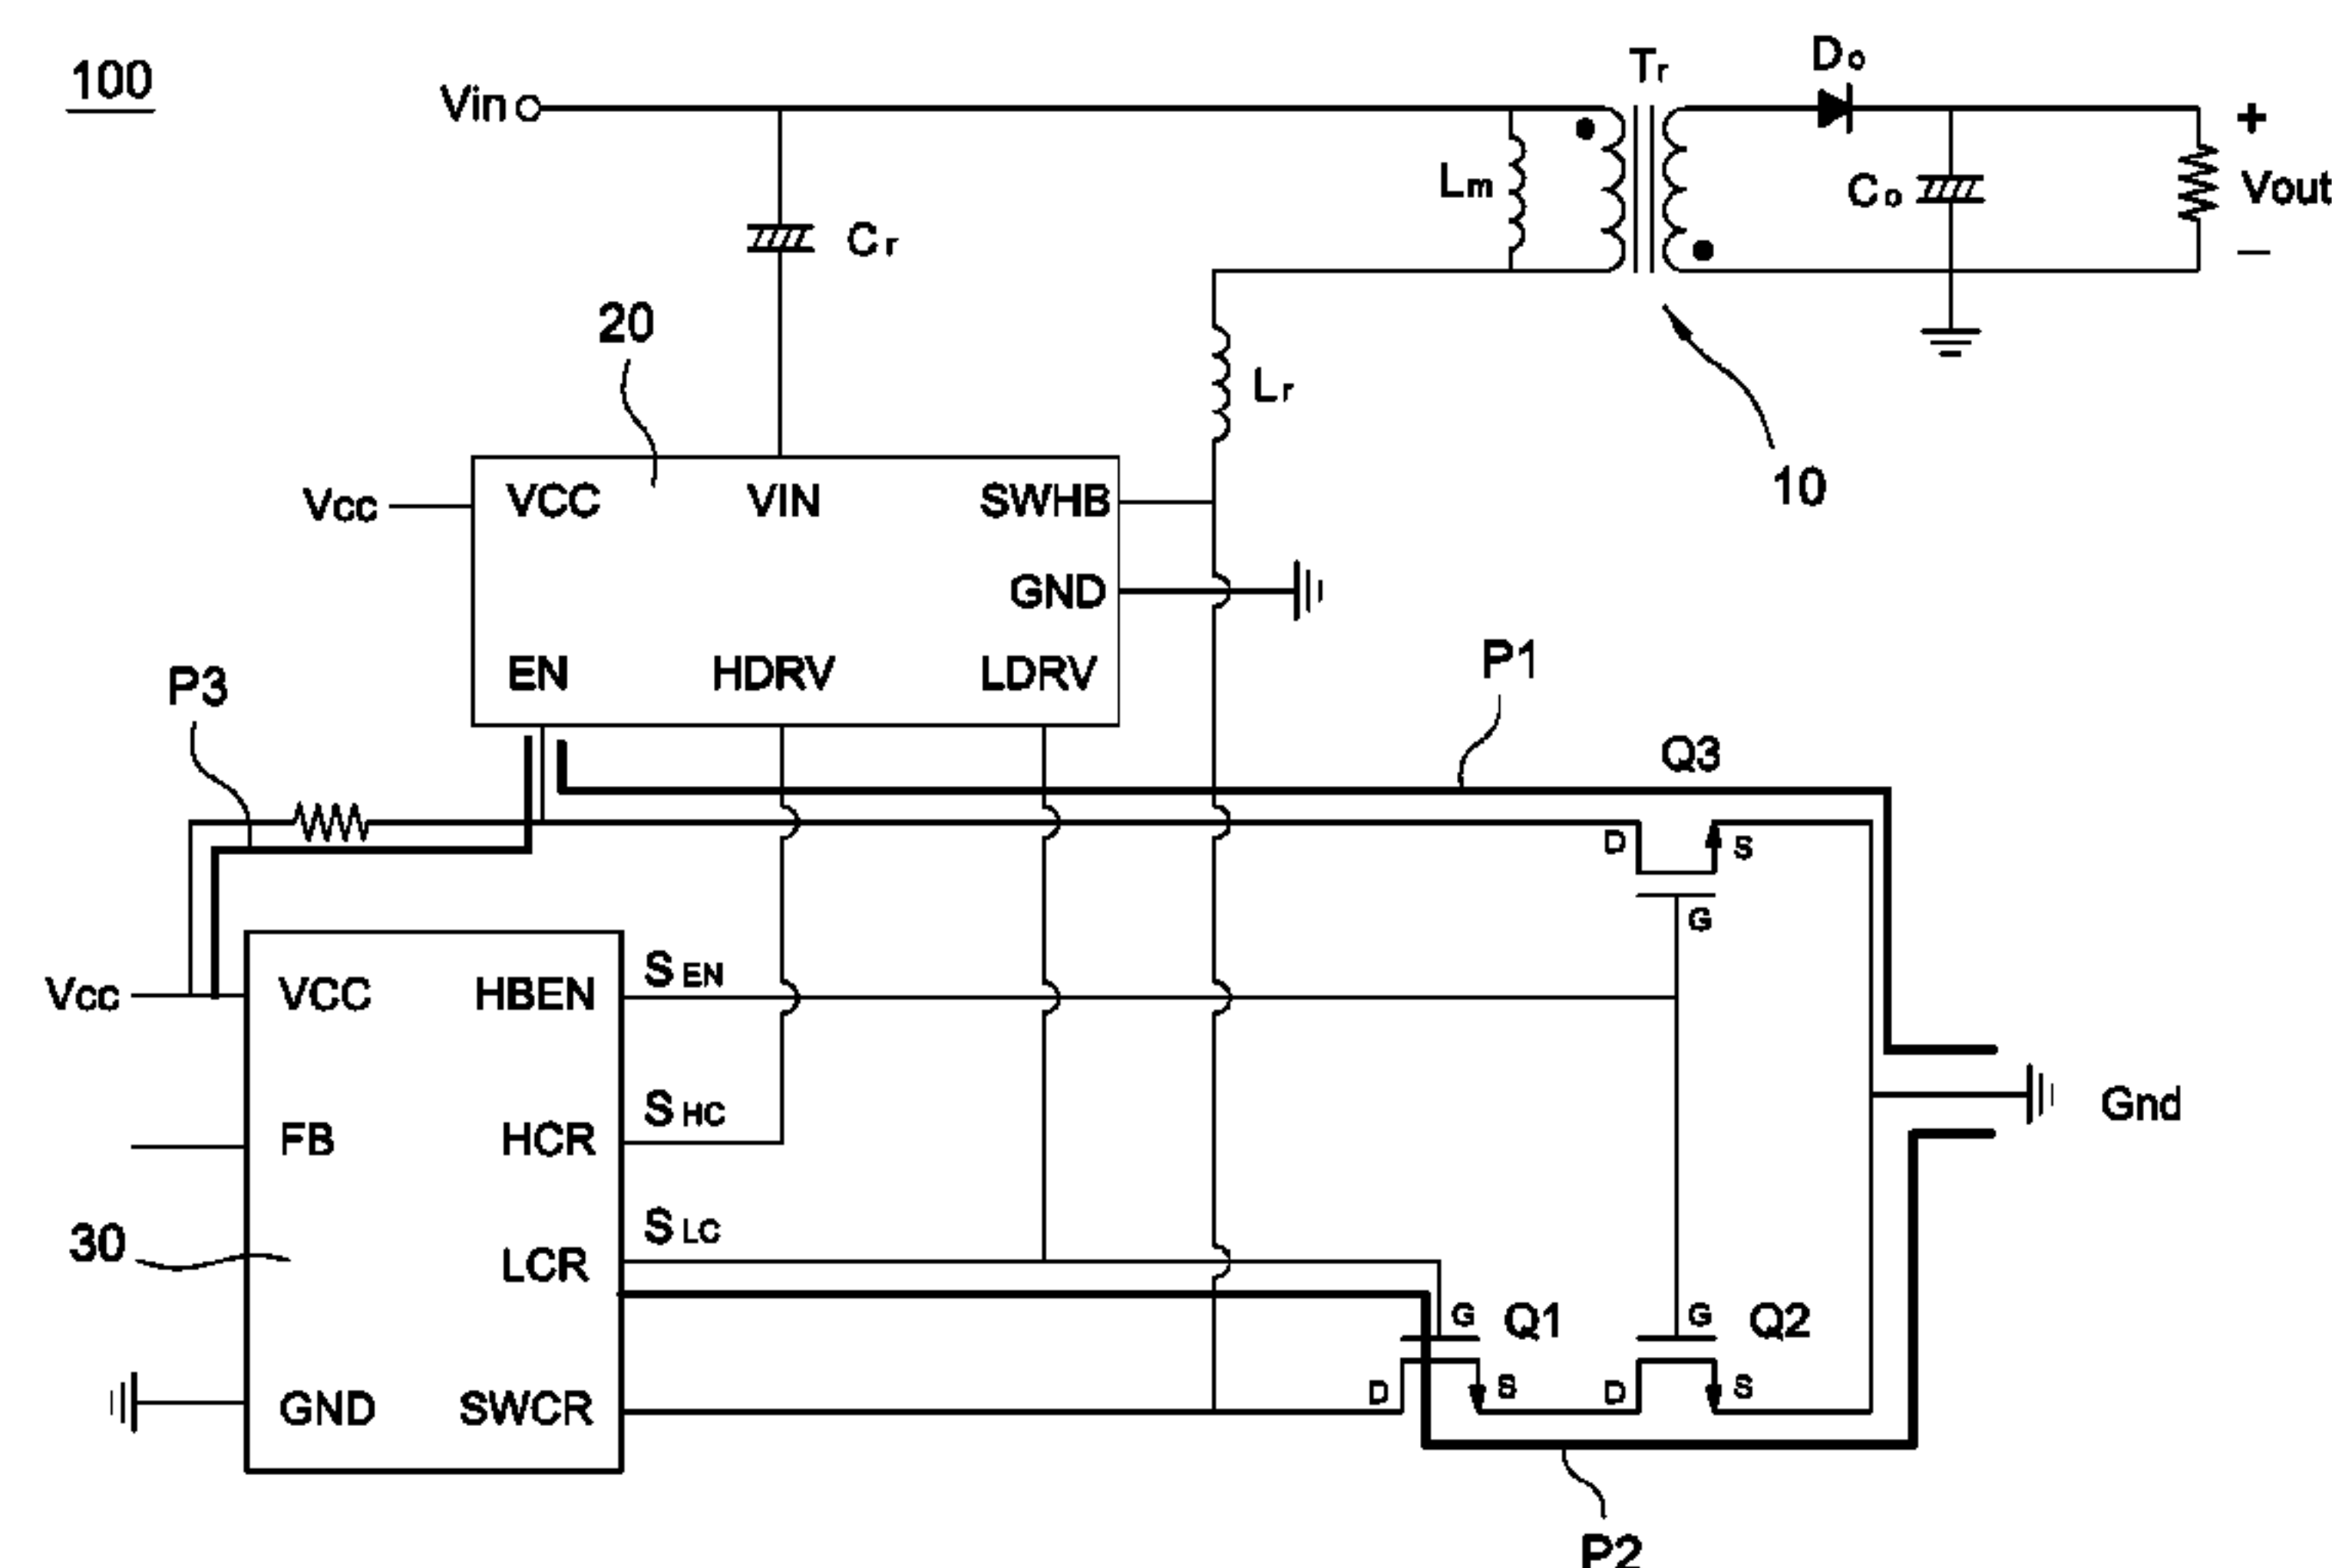 100
Vin
Tr
Do
+
Lm
Co
Vout
−
Cr
20
Lr
10
Vcc
VCC
VIN
SWHB
GND
EN
HDRV
LDRV
P3
P1
Q3
D
S
G
Vcc
VCC
HBEN
SEN
FB
HCR
SHC
Gnd
30
LCR
SLC
G
Q1
G
Q2
GND
SWCR
D
S
D
S
P2